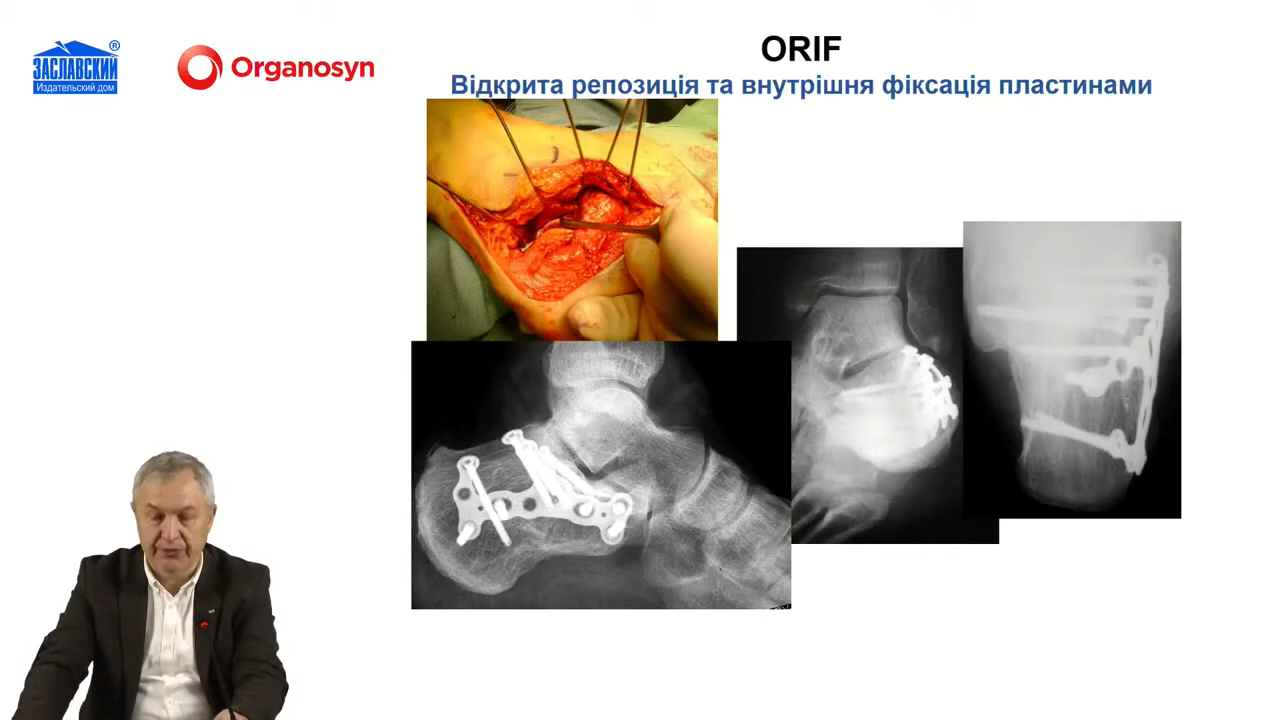 ЗАСЛАВСКИЙ
®
Издательский дом
Organosyn
ORIF
Відкрита репозиція та внутрішня фіксація пластинами